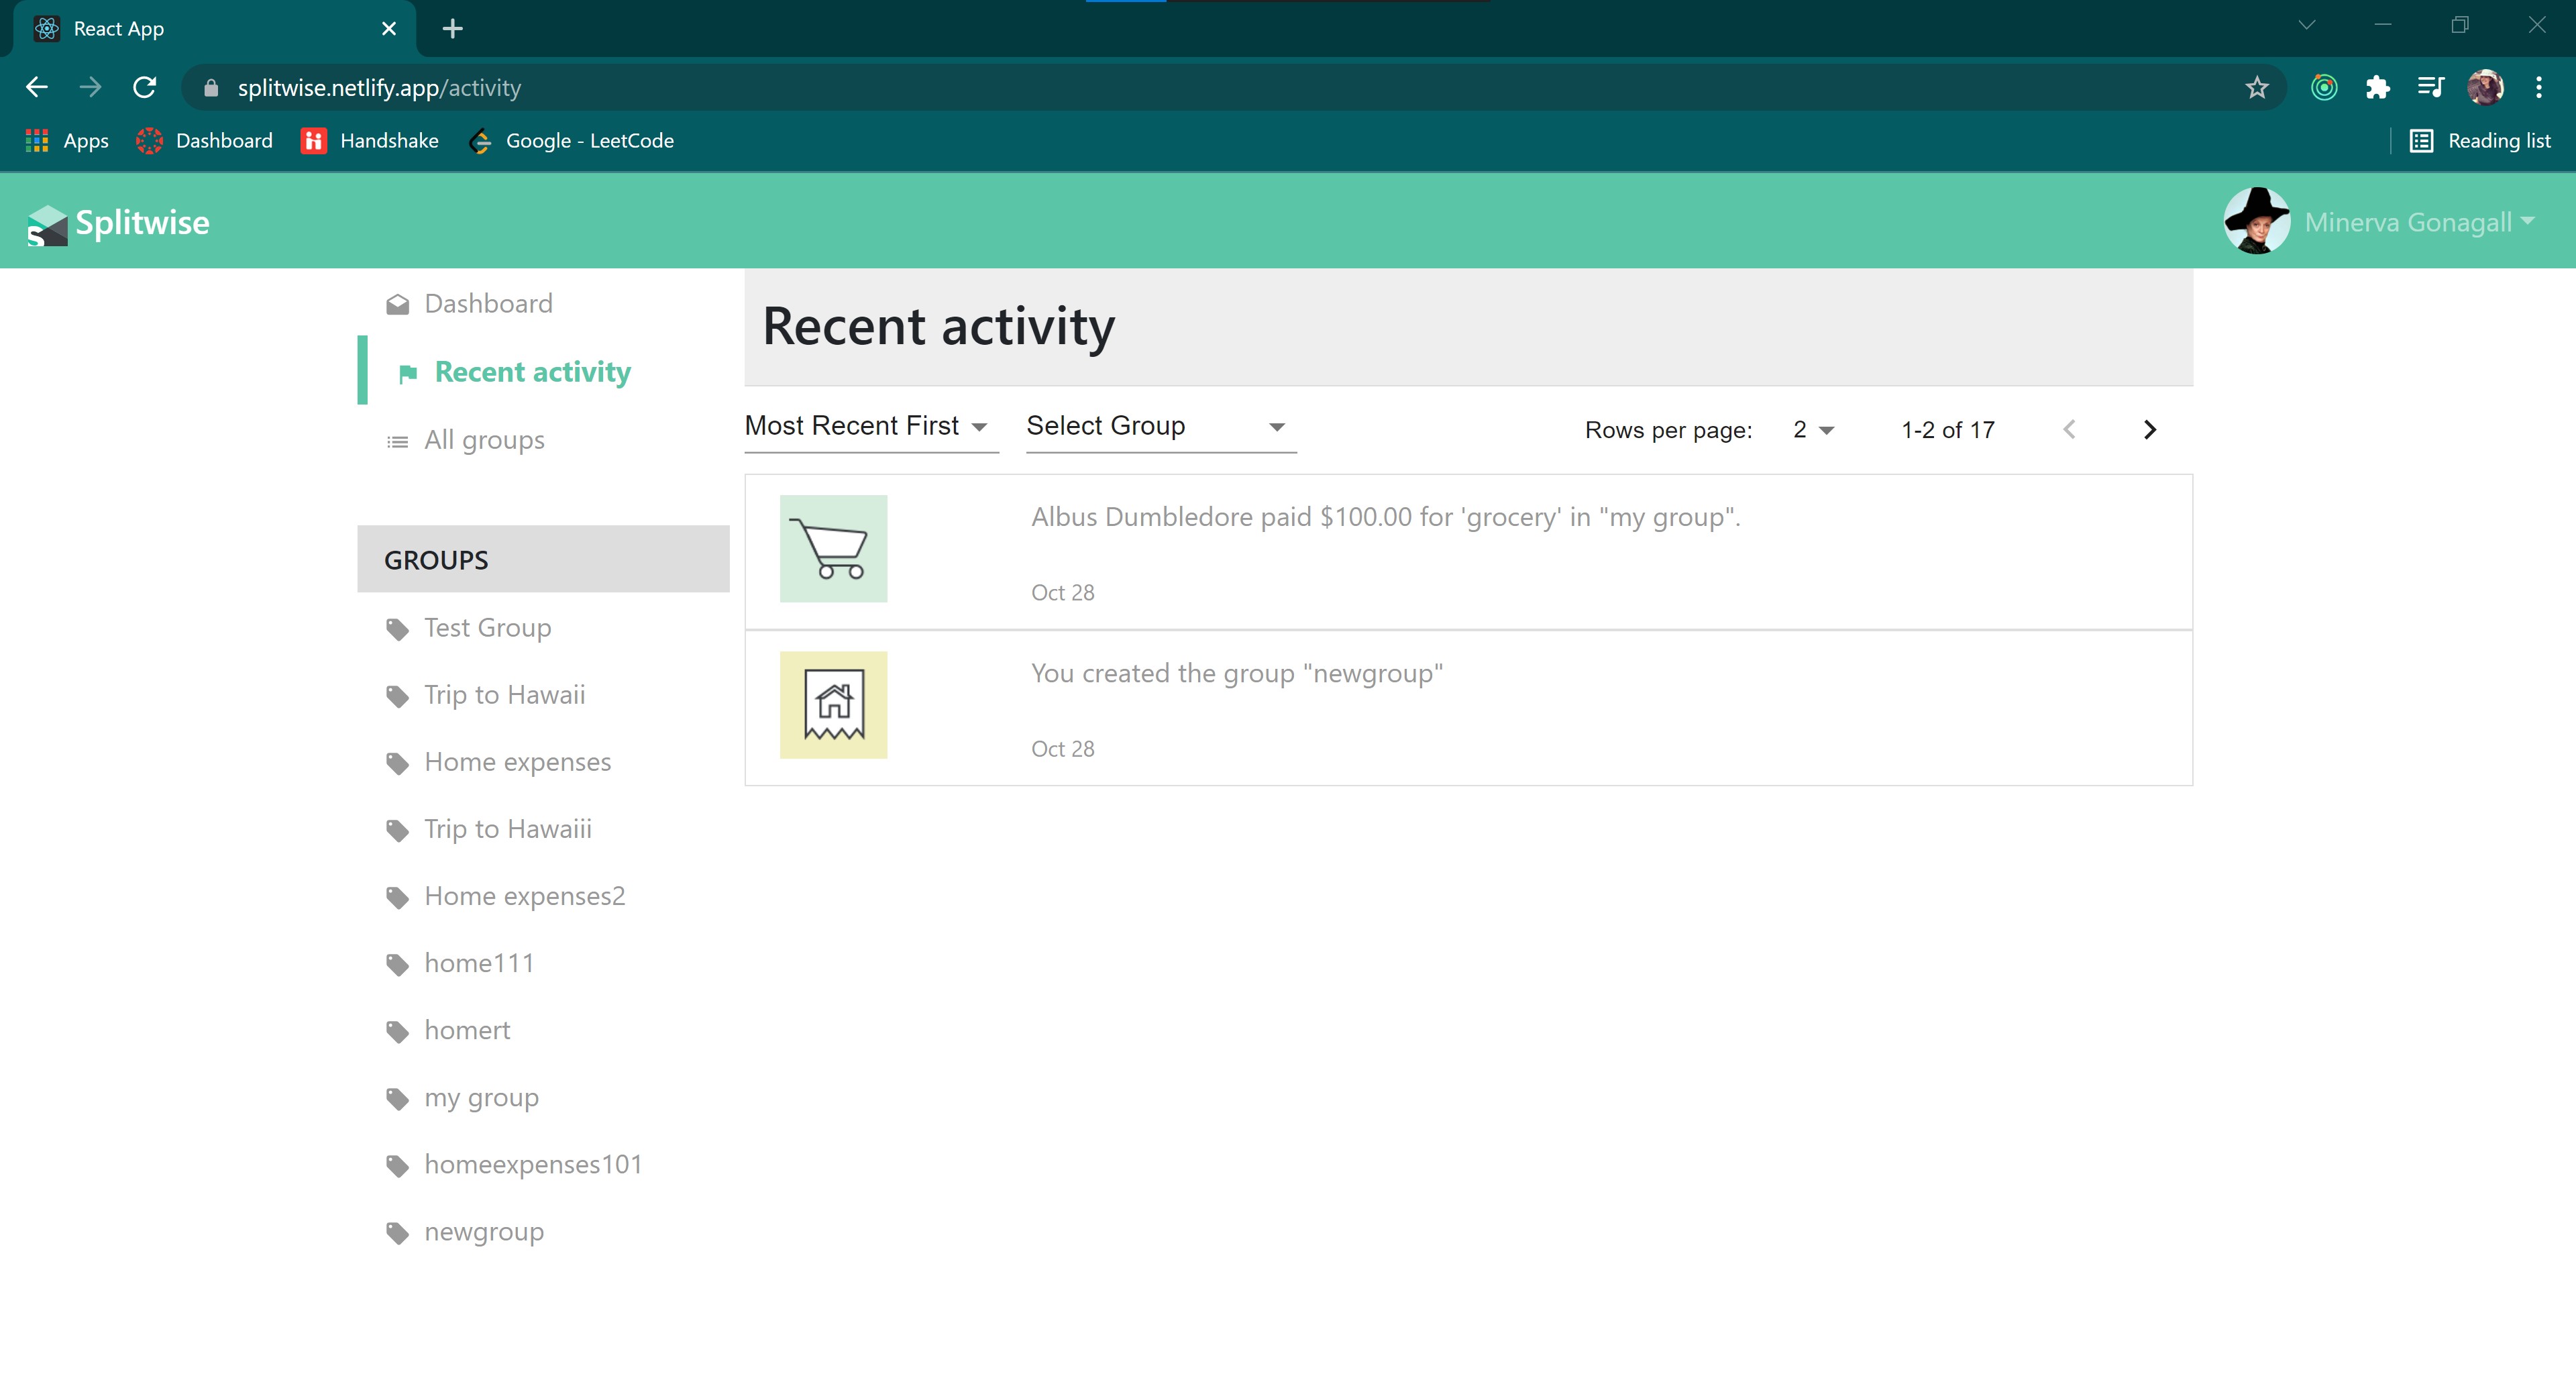 React App
splitwise.netlify.app/activity
Apps Dashboard Handshake Google - LeetCode Reading list
Splitwise Minerva Gonagall
Dashboard
Recent activity
All groups
GROUPS
Test Group
Trip to Hawaii
Home expenses
Trip to Hawaiii
Home expenses2
home111
homert
my group
homeexpenses101
newgroup
Recent activity
Most Recent First Select Group Rows per page: 2 1-2 of 17
Albus Dumbledore paid $100.00 for 'grocery' in "my group".
Oct 28
You created the group "newgroup"
Oct 28